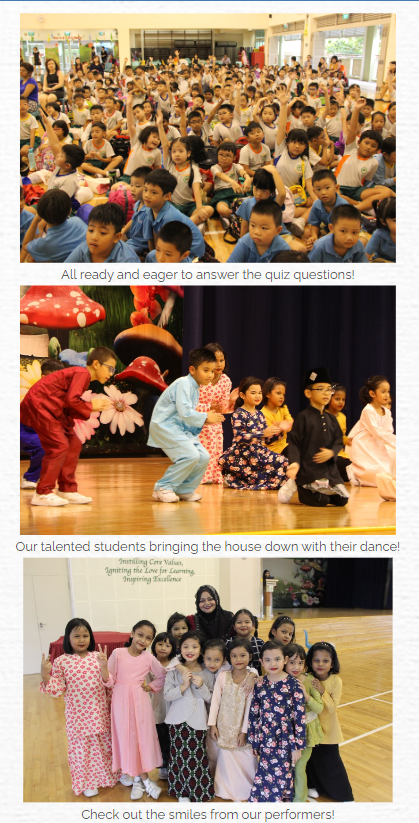 All ready and eager to answer the quiz questions!
Our talented students bringing the house down with their dance!
Instilling Core Values,
Igniting the Love for Learning,
Inspiring Excellence
Check out the smiles from our performers!